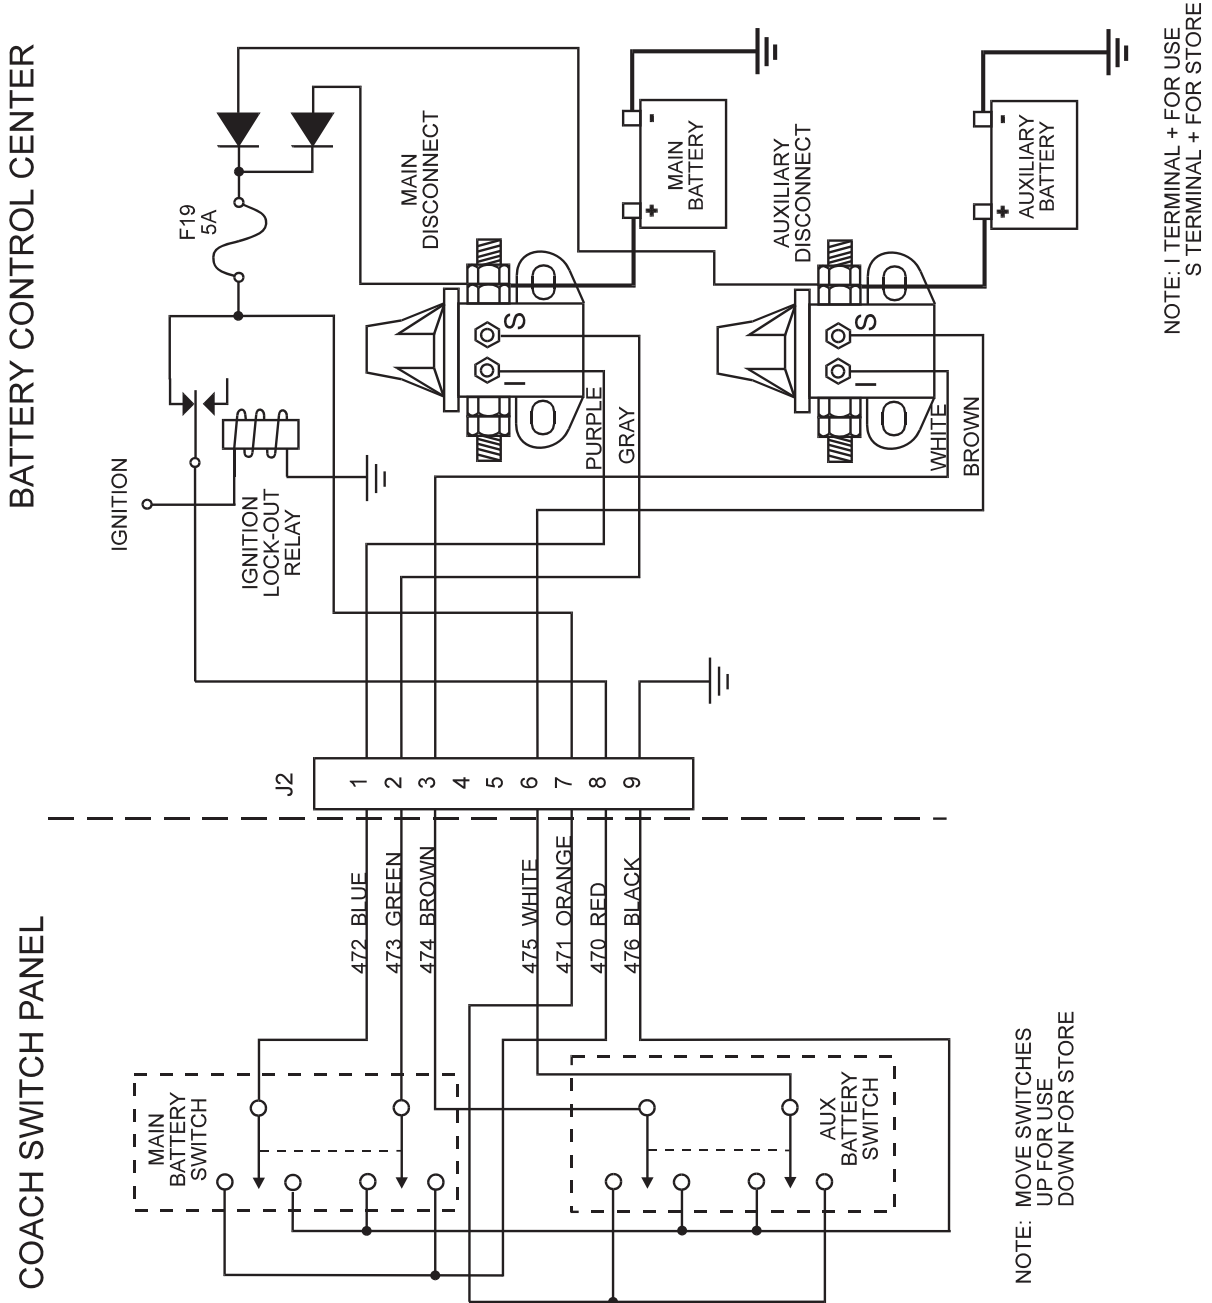 BATTERY CONTROL CENTER
IGNITION
F19
5A
IGNITION
LOCK-OUT
RELAY
MAIN
DISCONNECT
S
I
PURPLE
GRAY
-
MAIN
BATTERY
+
AUXILIARY
DISCONNECT
S
I
WHITE
BROWN
-
AUXILIARY
BATTERY
+
NOTE: I TERMINAL + FOR USE
S TERMINAL + FOR STORE
J2
1
2
3
4
5
6
7
8
9
COACH SWITCH PANEL
472 BLUE
473 GREEN
474 BROWN
475 WHITE
471 ORANGE
470 RED
476 BLACK
MAIN
BATTERY
SWITCH
AUX
BATTERY
SWITCH
NOTE: MOVE SWITCHES
UP FOR USE
DOWN FOR STORE